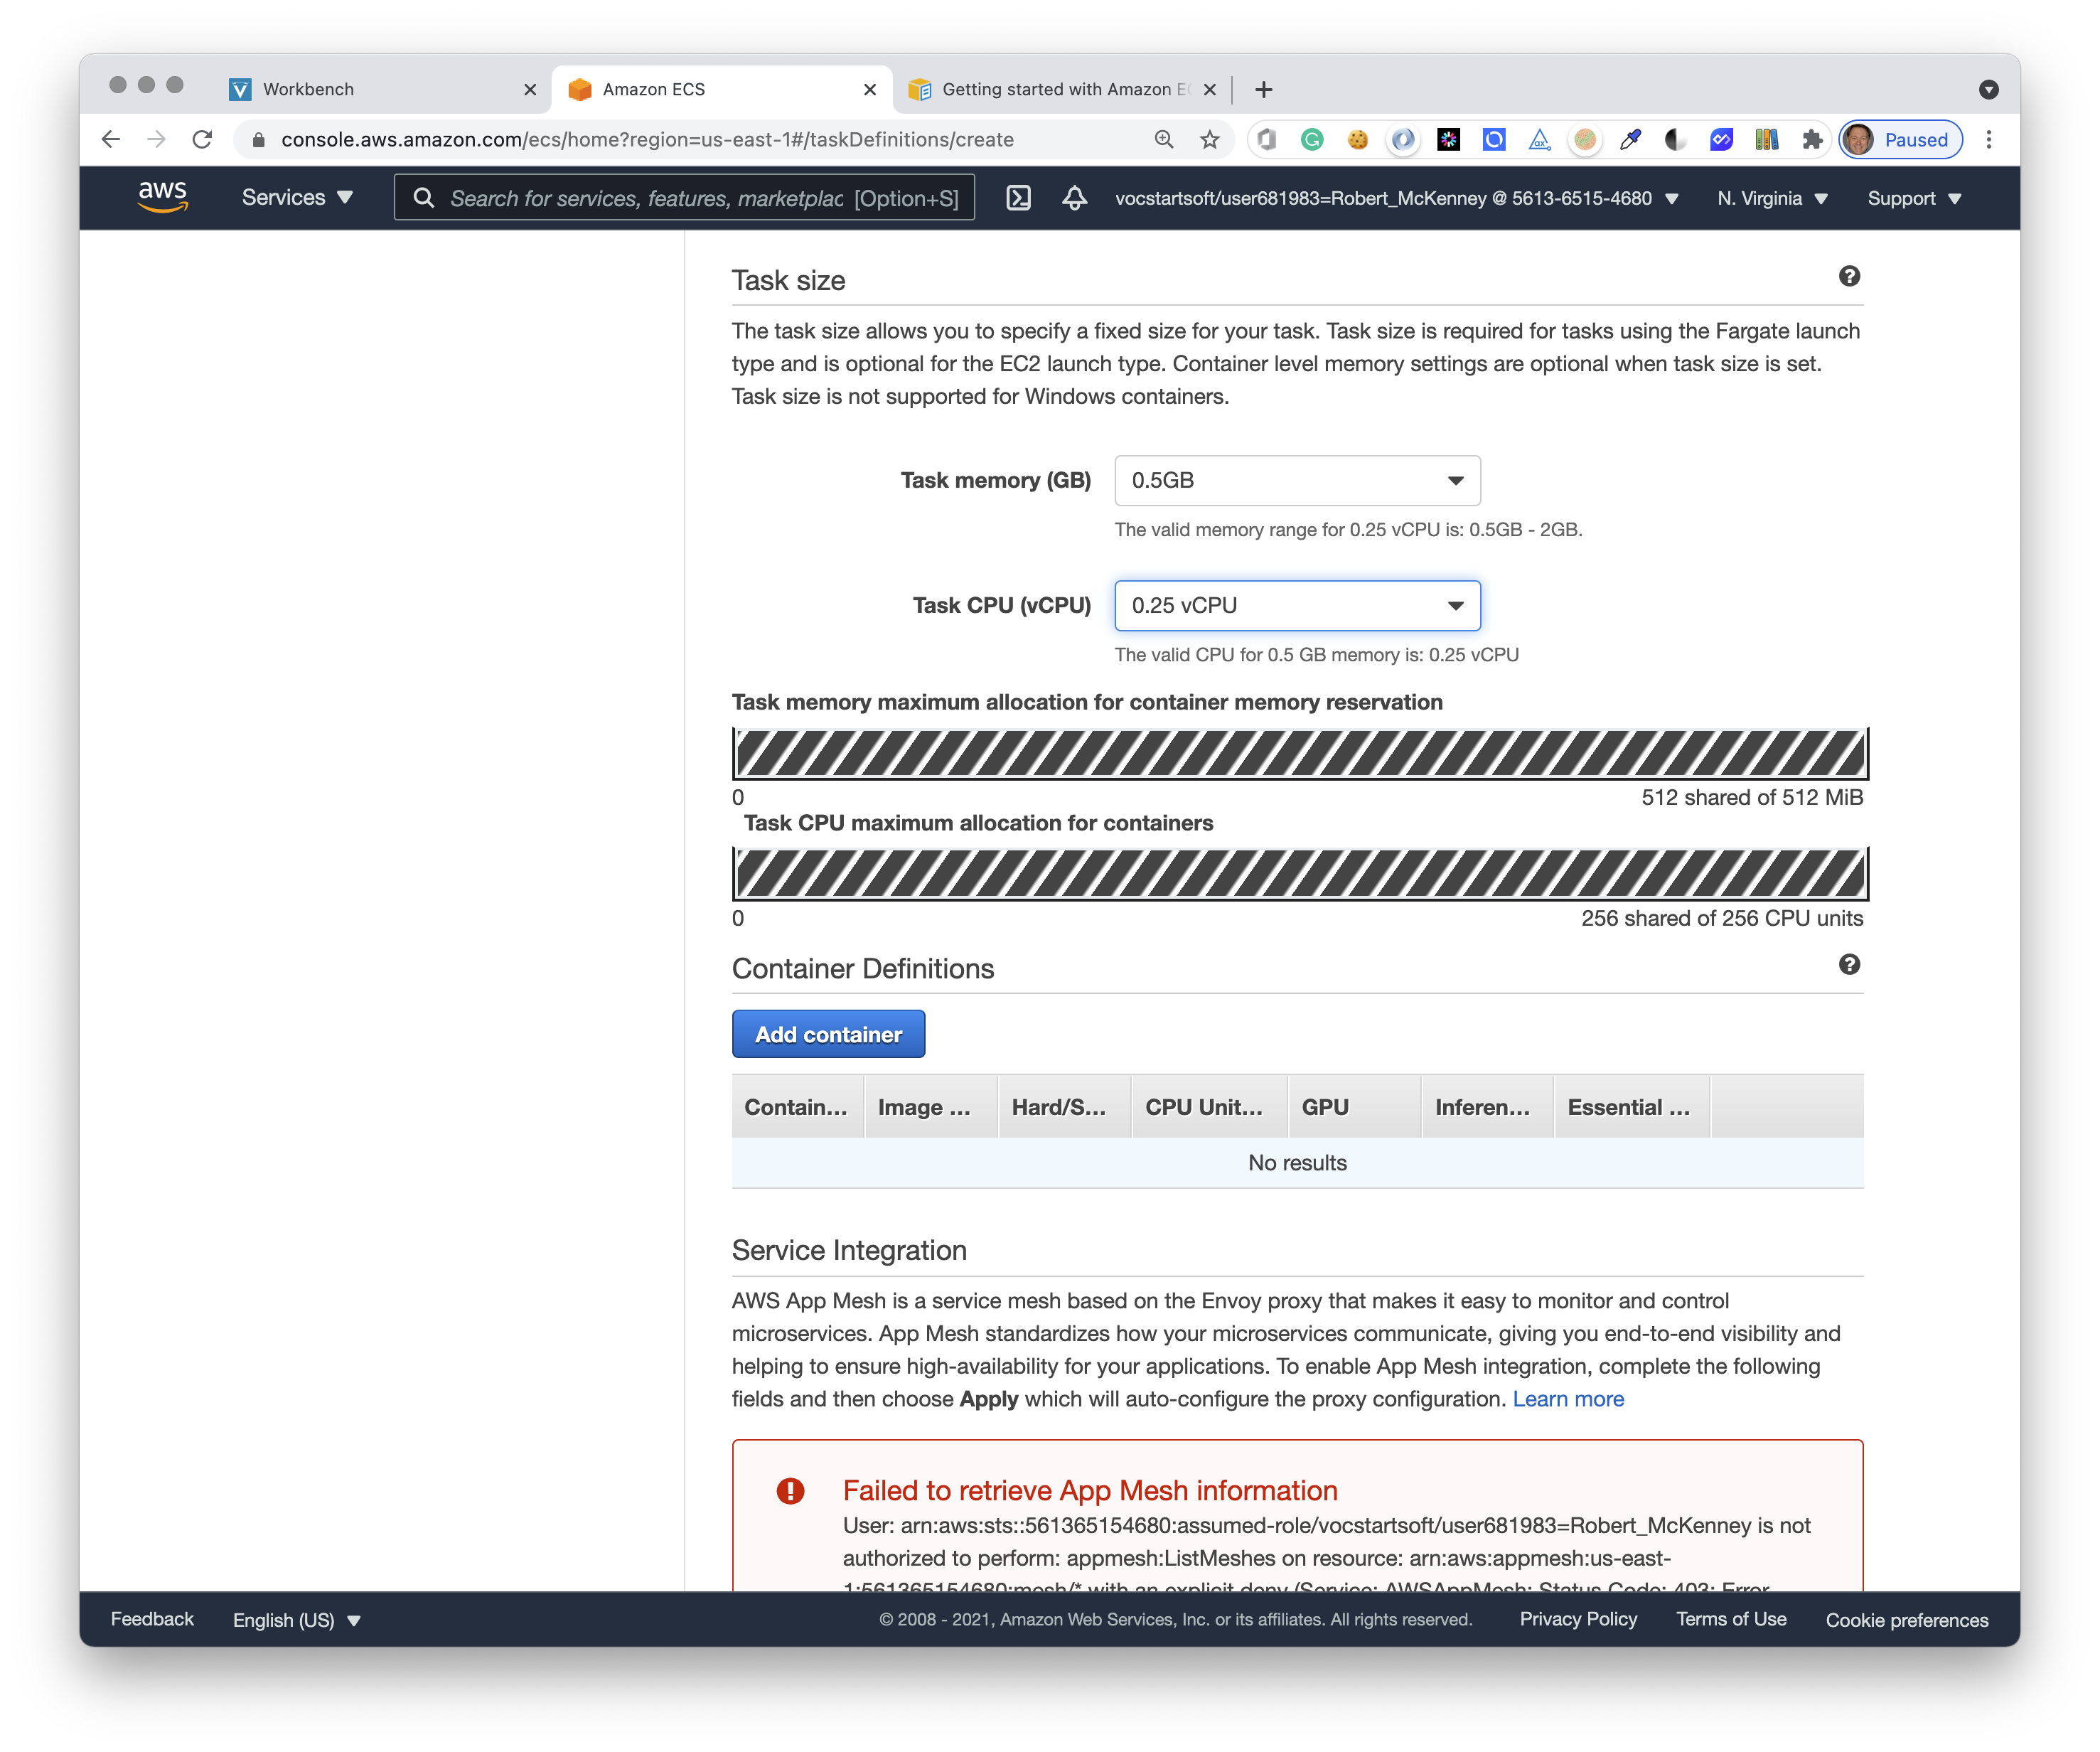 Workbench
Amazon ECS
Getting started with Amazon EC
console.aws.amazon.com/ecs/home?region=us-east-1#/taskDefinitions/create
Paused
aws
Services
Search for services, features, marketplac [Option+S]
vocstartsoft/user681983=Robert_McKenney @ 5613-6515-4680
N. Virginia
Support
Task size
The task size allows you to specify a fixed size for your task. Task size is required for tasks using the Fargate launch
type and is optional for the EC2 launch type. Container level memory settings are optional when task size is set.
Task size is not supported for Windows containers.
Task memory (GB)
0.5GB
The valid memory range for 0.25 vCPU is: 0.5GB - 2GB.
Task CPU (vCPU)
0.25 vCPU
The valid CPU for 0.5 GB memory is: 0.25 vCPU
Task memory maximum allocation for container memory reservation
0
512 shared of 512 MiB
Task CPU maximum allocation for containers
0
256 shared of 256 CPU units
Container Definitions
Add container
Contain...
Image ...
Hard/S...
CPU Unit...
GPU
Inferen...
Essential ...
No results
Service Integration
AWS App Mesh is a service mesh based on the Envoy proxy that makes it easy to monitor and control
microservices. App Mesh standardizes how your microservices communicate, giving you end-to-end visibility and
helping to ensure high-availability for your applications. To enable App Mesh integration, complete the following
fields and then choose Apply which will auto-configure the proxy configuration. Learn more
Failed to retrieve App Mesh information
User: arn:aws:sts::561365154680:assumed-role/vocstartsoft/user681983=Robert_McKenney is not
authorized to perform: appmesh:ListMeshes on resource: arn:aws:appmesh:us-east-
1:561365154680:mesh/* with an explicit deny (Service: AWSAppMesh; Status Code: 403; Error
Feedback
English (US)
© 2008 - 2021, Amazon Web Services, Inc. or its affiliates. All rights reserved.
Privacy Policy
Terms of Use
Cookie preferences